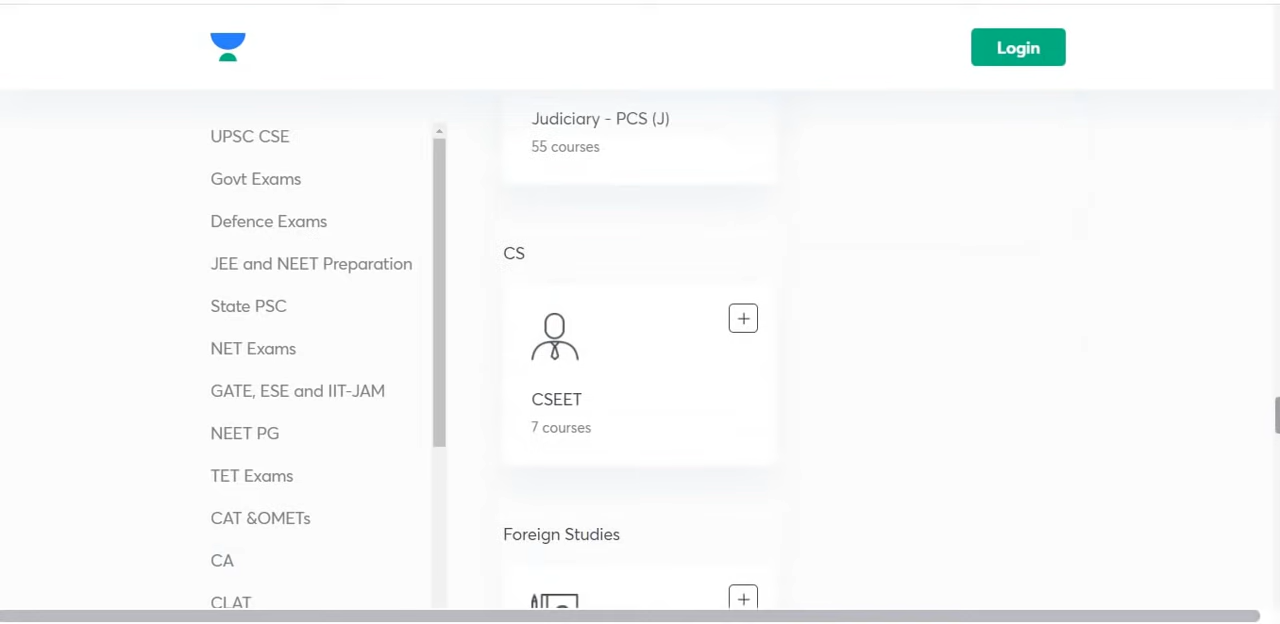 Login
UPSC CSE
Govt Exams
Defence Exams
JEE and NEET Preparation
State PSC
NET Exams
GATE, ESE and IIT-JAM
NEET PG
TET Exams
CAT &OMETs
CA
CLAT
Judiciary - PCS (J)
55 courses
CS
CSEET
7 courses
Foreign Studies